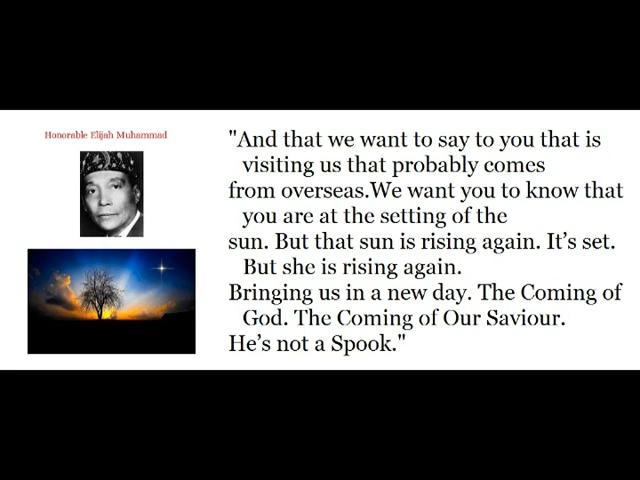 Honorable Elijah Muhammad
"And that we want to say to you that is
visiting us that probably comes
from overseas.We want you to know that
you are at the setting of the
sun. But that sun is rising again. It's set.
But she is rising again.
Bringing us in a new day. The Coming of
God. The Coming of Our Saviour.
He's not a Spook."